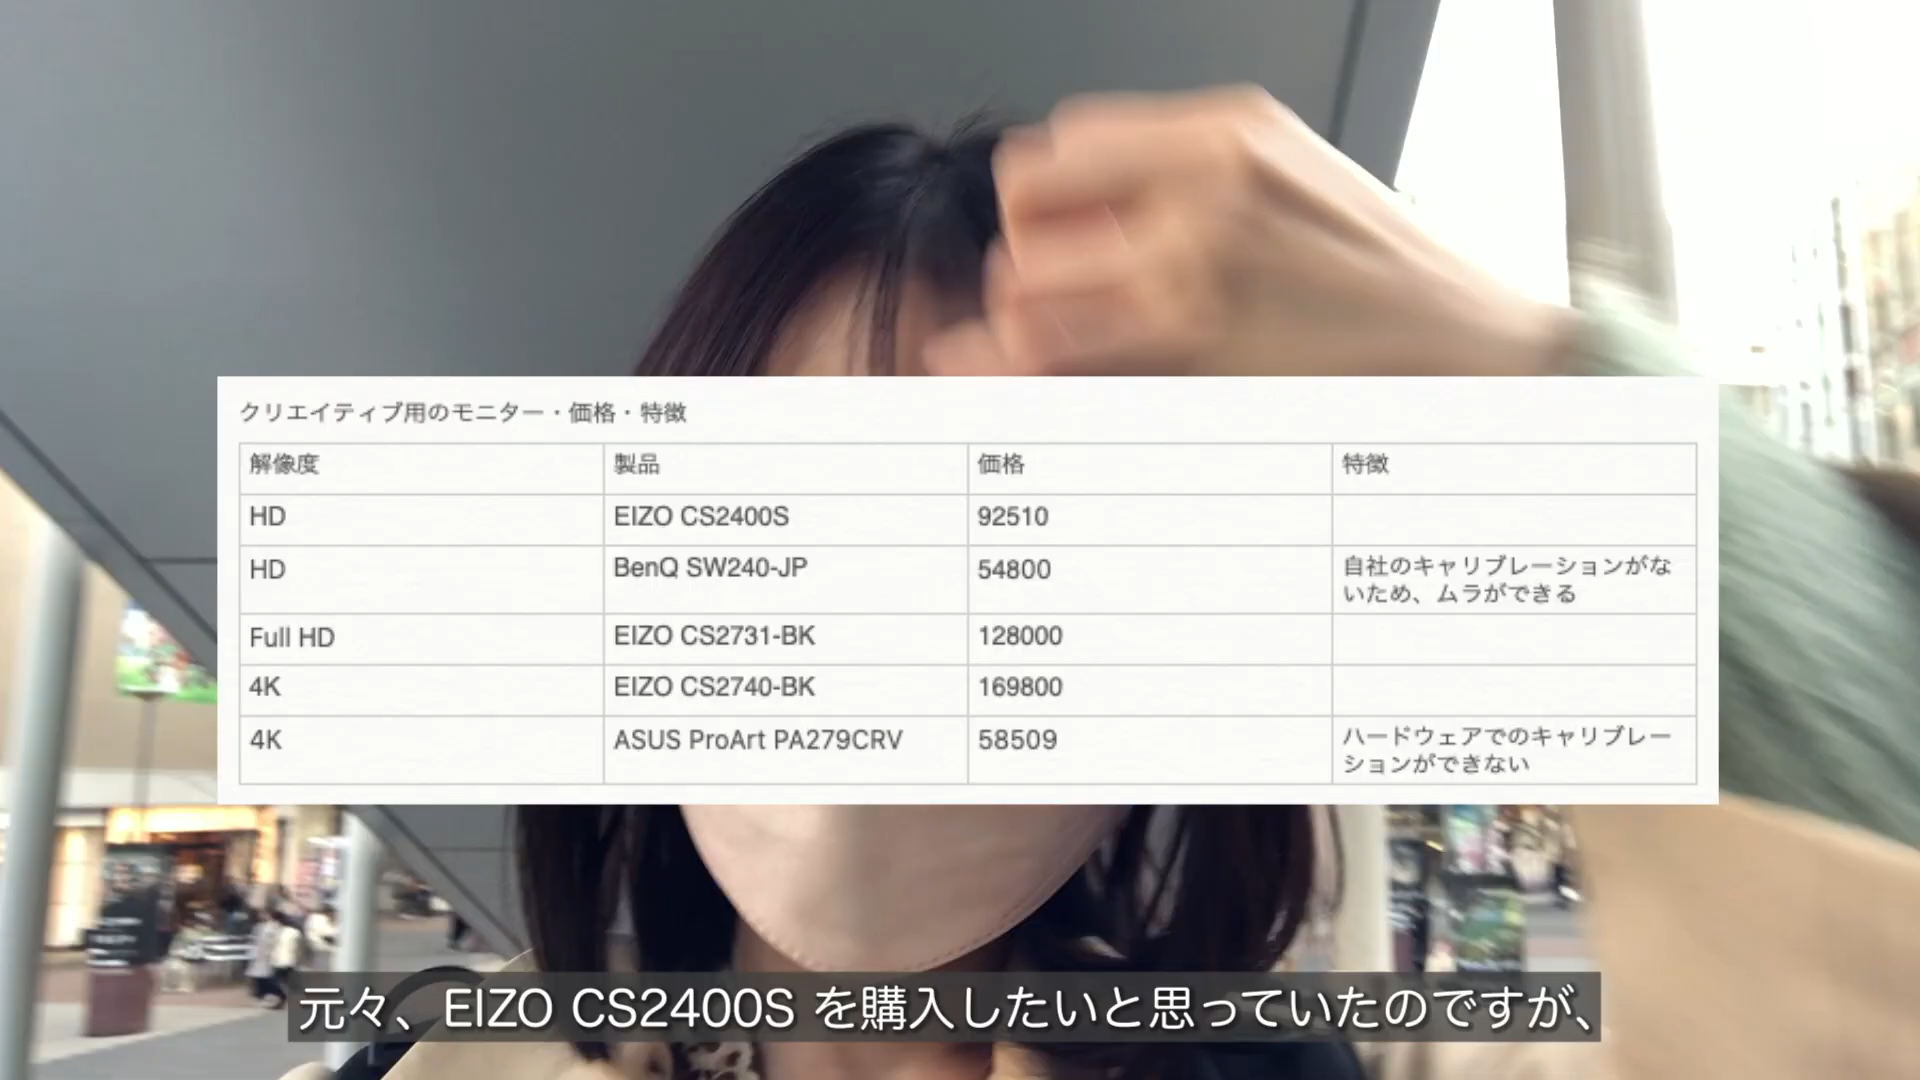 クリエイティブ用のモニター・価格・特徴
解像度 製品 価格 特徴
HD EIZO CS2400S 92510
HD BenQ SW240-JP 54800 自社のキャリブレーションがな
いため、ムラができる
Full HD EIZO CS2731-BK 128000
4K EIZO CS2740-BK 169800
4K ASUS ProArt PA279CRV 58509 ハードウェアでのキャリブレー
ションができない
元々、EIZO CS2400S を購入したいと思っていたのですが、